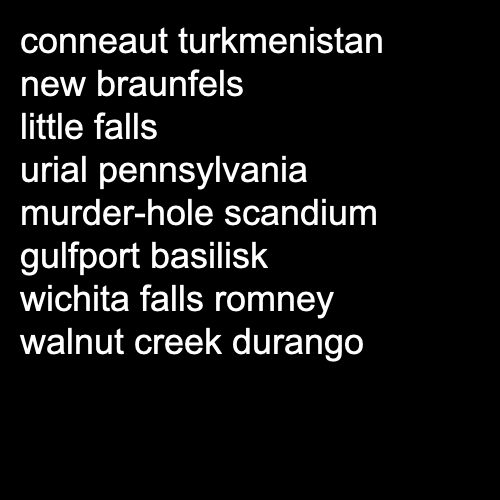 conneaut turkmenistan
new braunfels
little falls
urial pennsylvania
murder-hole scandium
gulfport basilisk
wichita falls romney
walnut creek durango